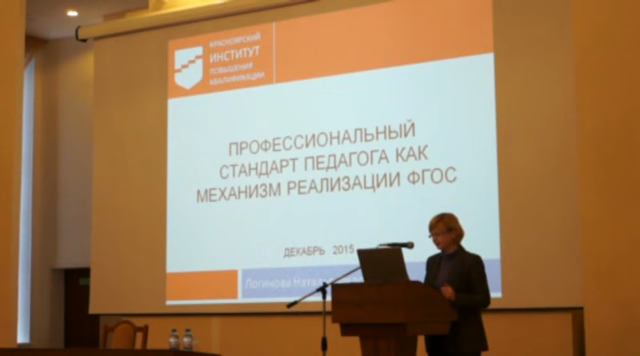 КРАСНОЯРСКИЙ
ИНСТИТУТ
ПОВЫШЕНИЯ
КВАЛИФИКАЦИИ
ПРОФЕССИОНАЛЬНЫЙ
СТАНДАРТ ПЕДАГОГА КАК
МЕХАНИЗМ РЕАЛИЗАЦИИ ФГОС
ДЕКАБРЬ 2015
Логинова